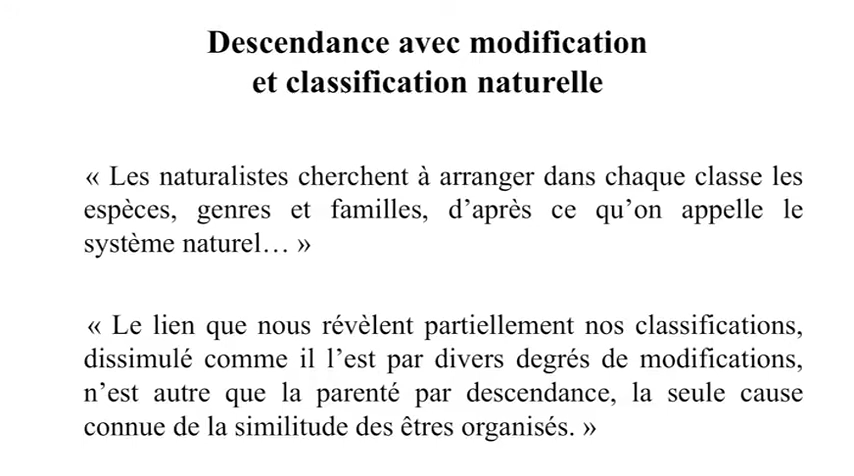 Descendance avec modification
et classification naturelle
« Les naturalistes cherchent à arranger dans chaque classe les
espèces, genres et familles, d’après ce qu’on appelle le
système naturel… »
« Le lien que nous révèlent partiellement nos classifications,
dissimulé comme il l’est par divers degrés de modifications,
n’est autre que la parenté par descendance, la seule cause
connue de la similitude des êtres organisés. »